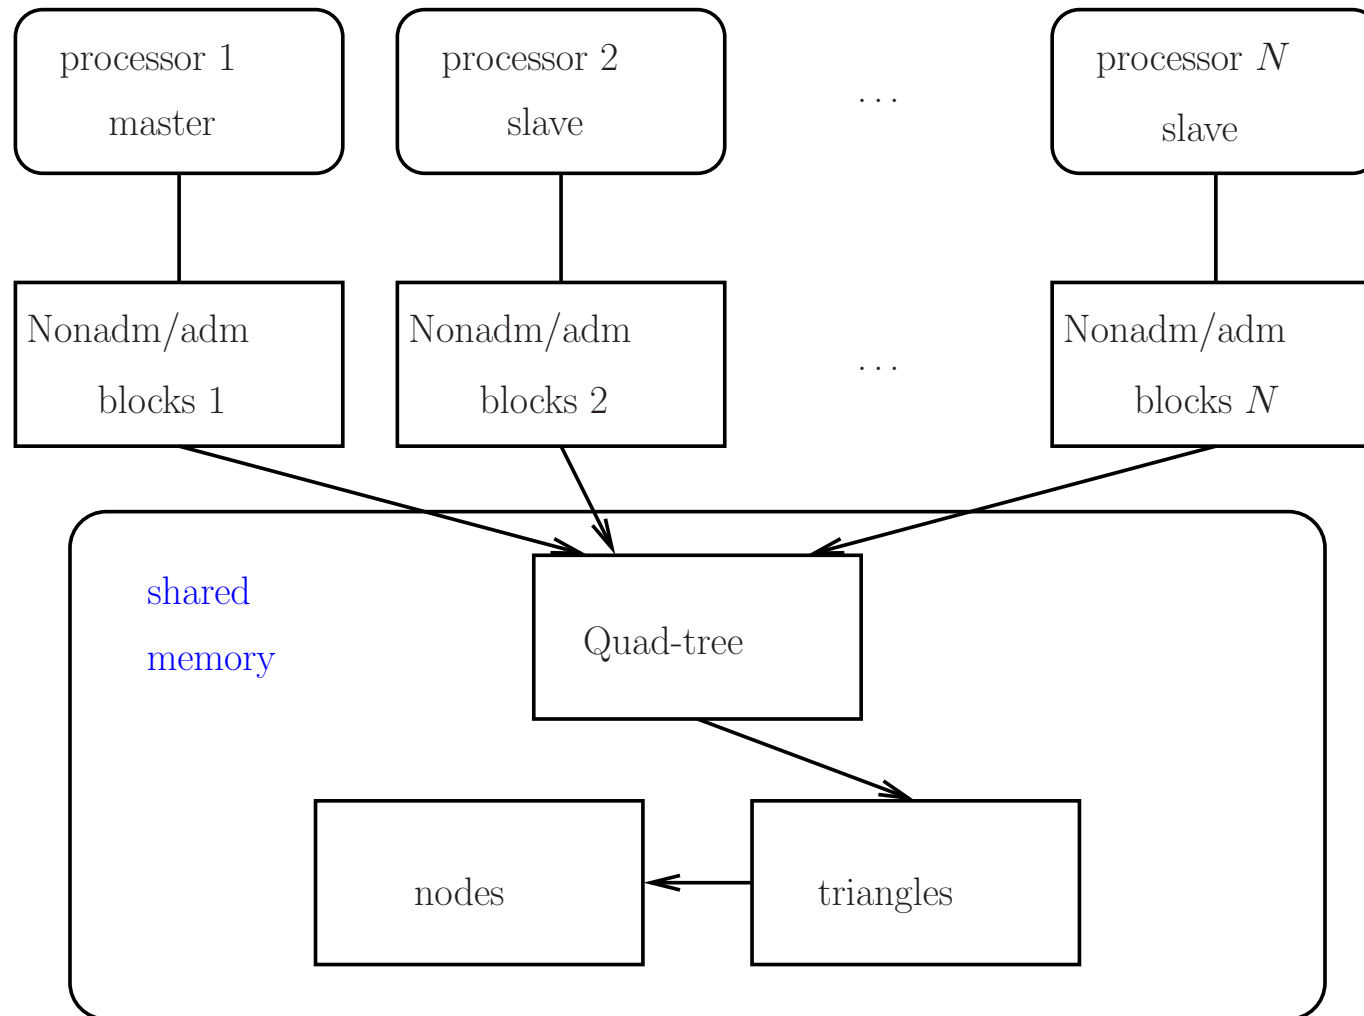 processor 1
master
processor 2
slave
. . .
processor N
slave
Nonadm/adm
blocks 1
Nonadm/adm
blocks 2
. . .
Nonadm/adm
blocks N
shared
memory
Quad-tree
nodes
triangles